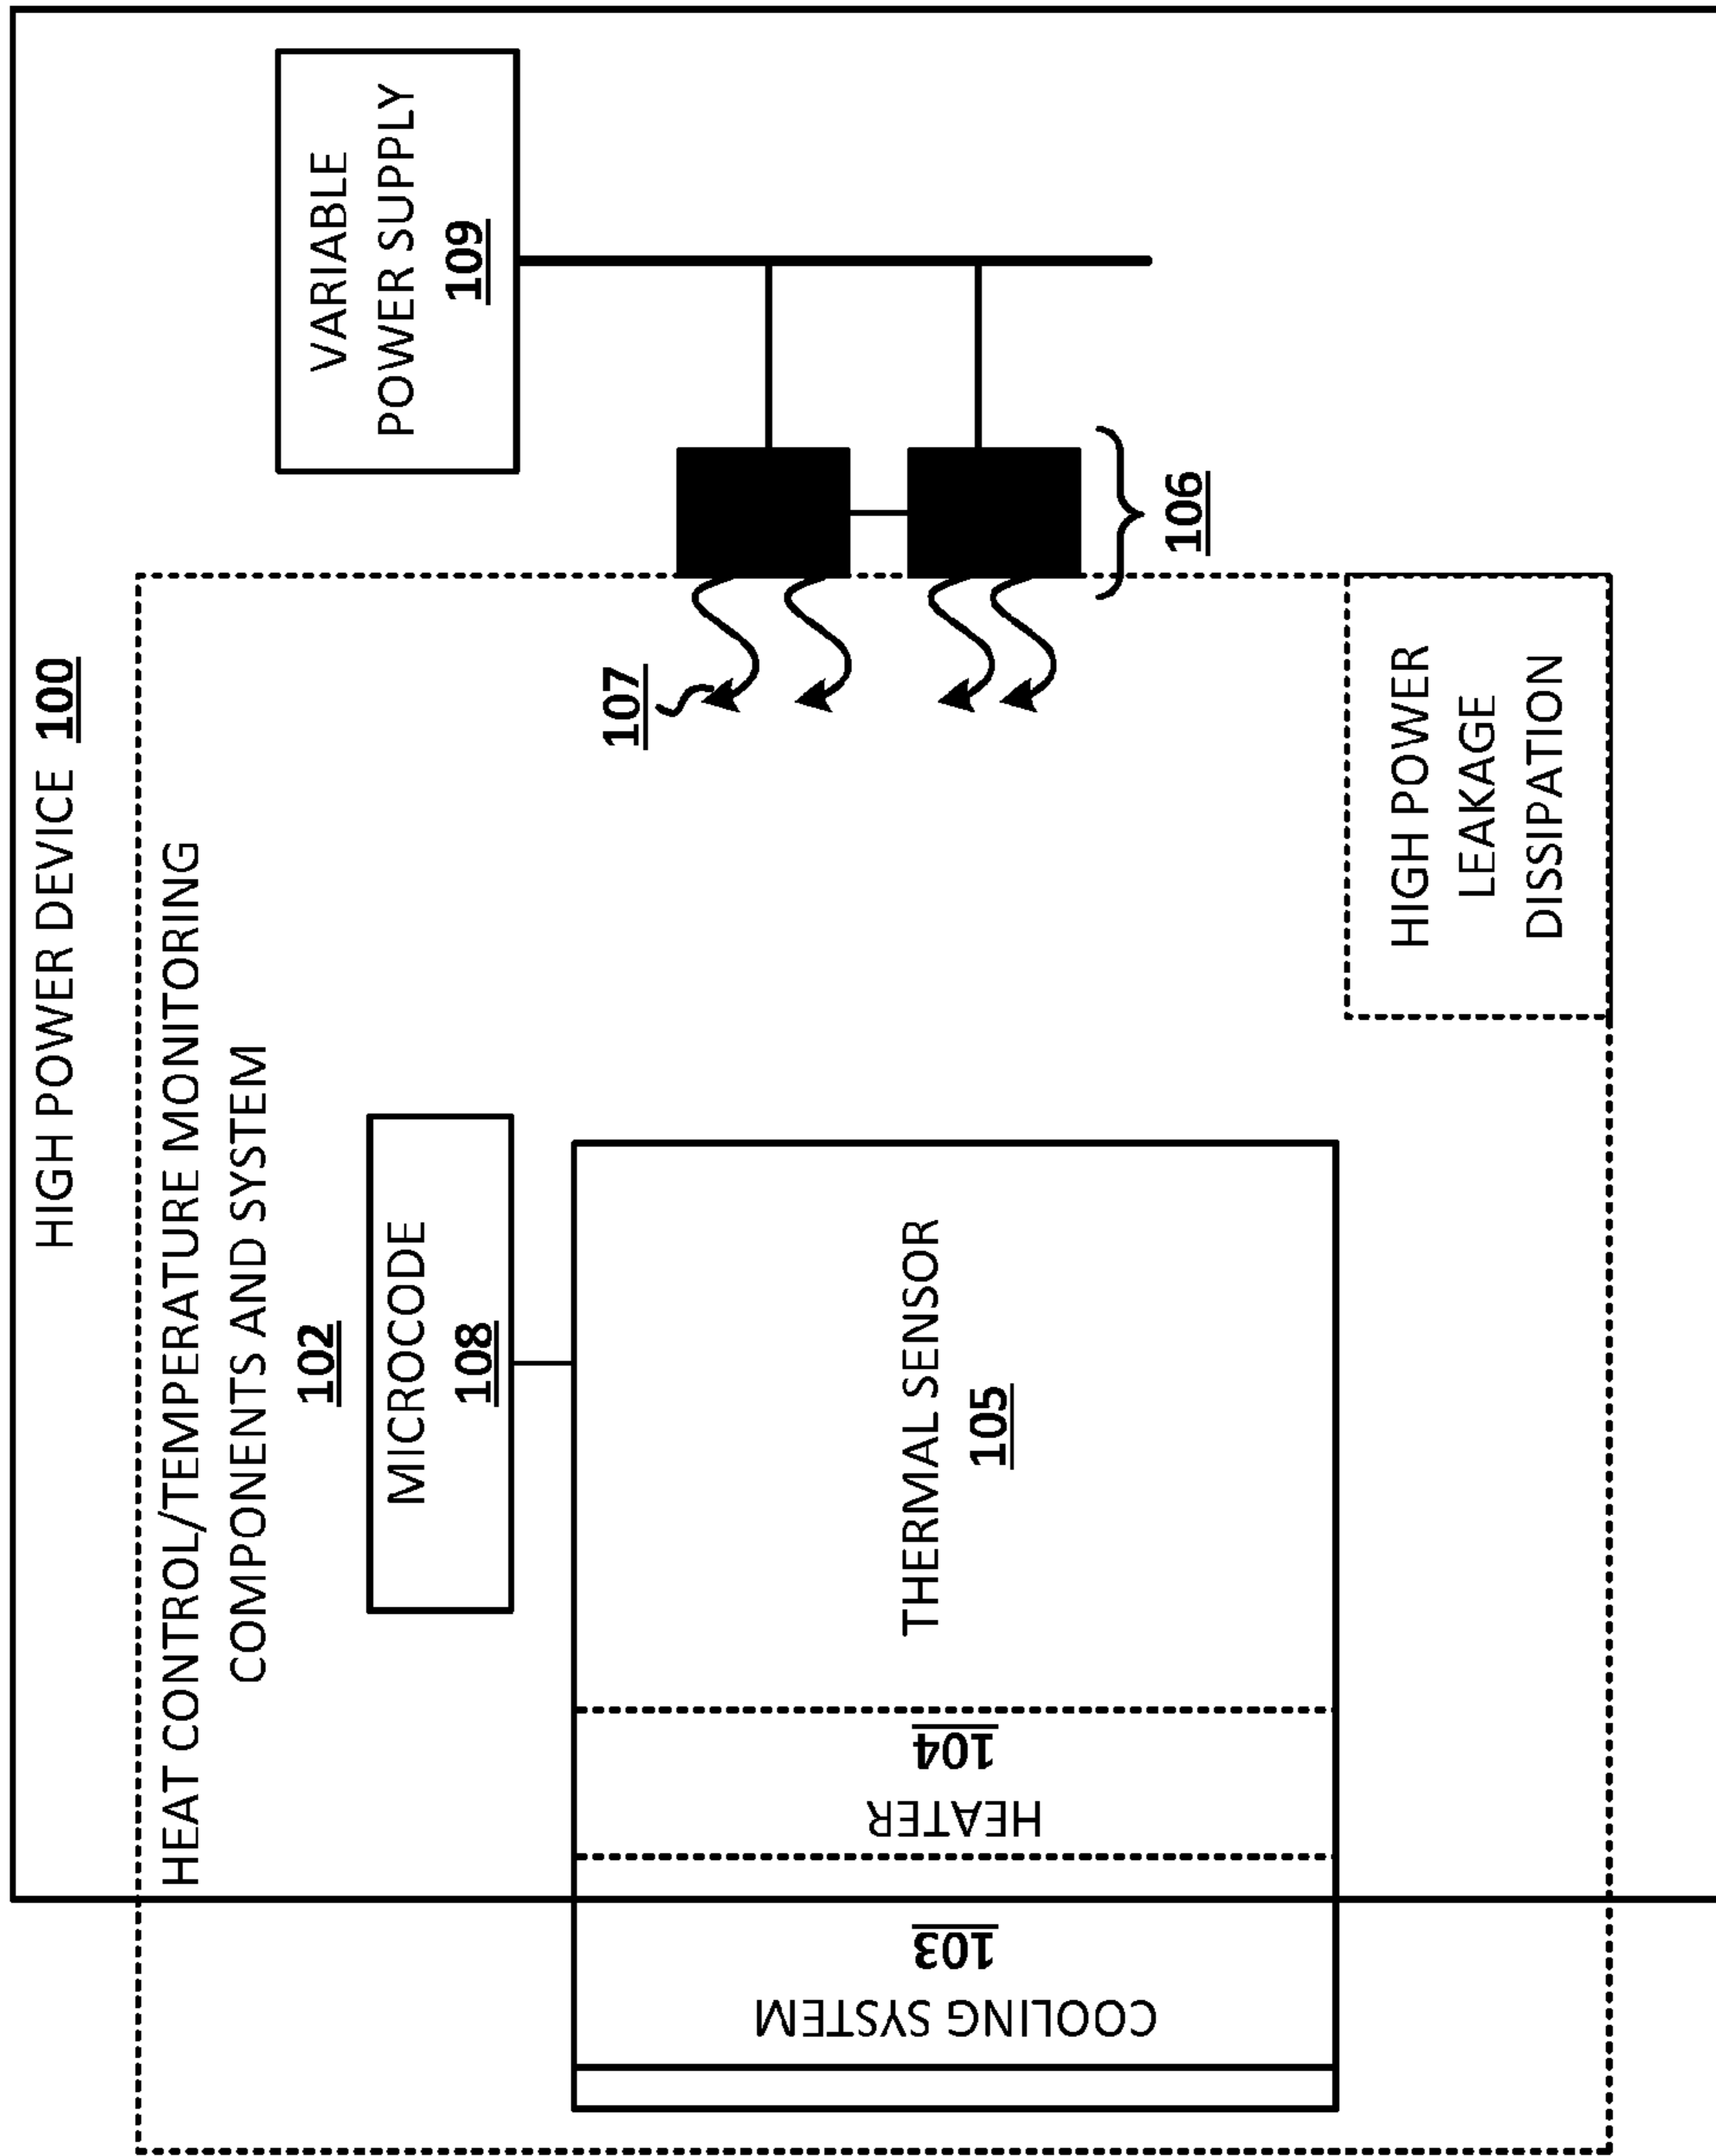 HIGH POWER DEVICE 100
HEAT CONTROL/TEMPERATURE MONITORING
COMPONENTS AND SYSTEM
102
MICROCODE
108
VARIABLE
POWER SUPPLY
109
COOLING SYSTEM
103
HEATER
104
THERMAL SENSOR
105
107
106
HIGH POWER
LEAKAGE
DISSIPATION